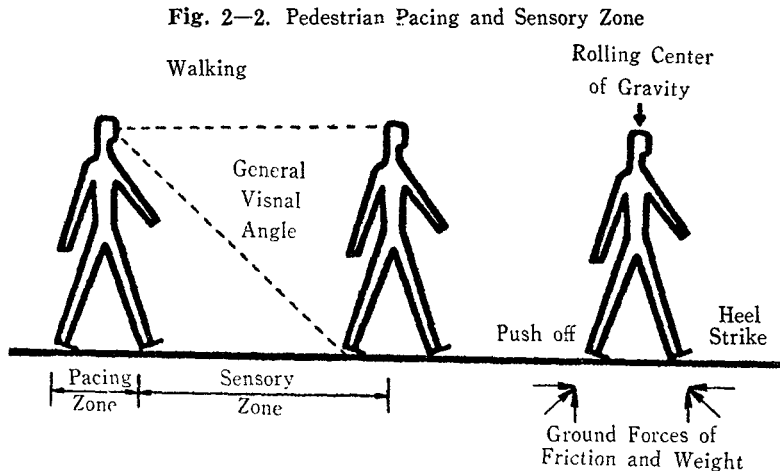 Fig. 2—2. Pedestrian Pacing and Sensory Zone
Walking
Rolling Center
of Gravity
General
Visnal
Angle
Push off
Heel
Strike
Pacing
Zone
Sensory
Zone
Ground Forces of
Friction and Weight